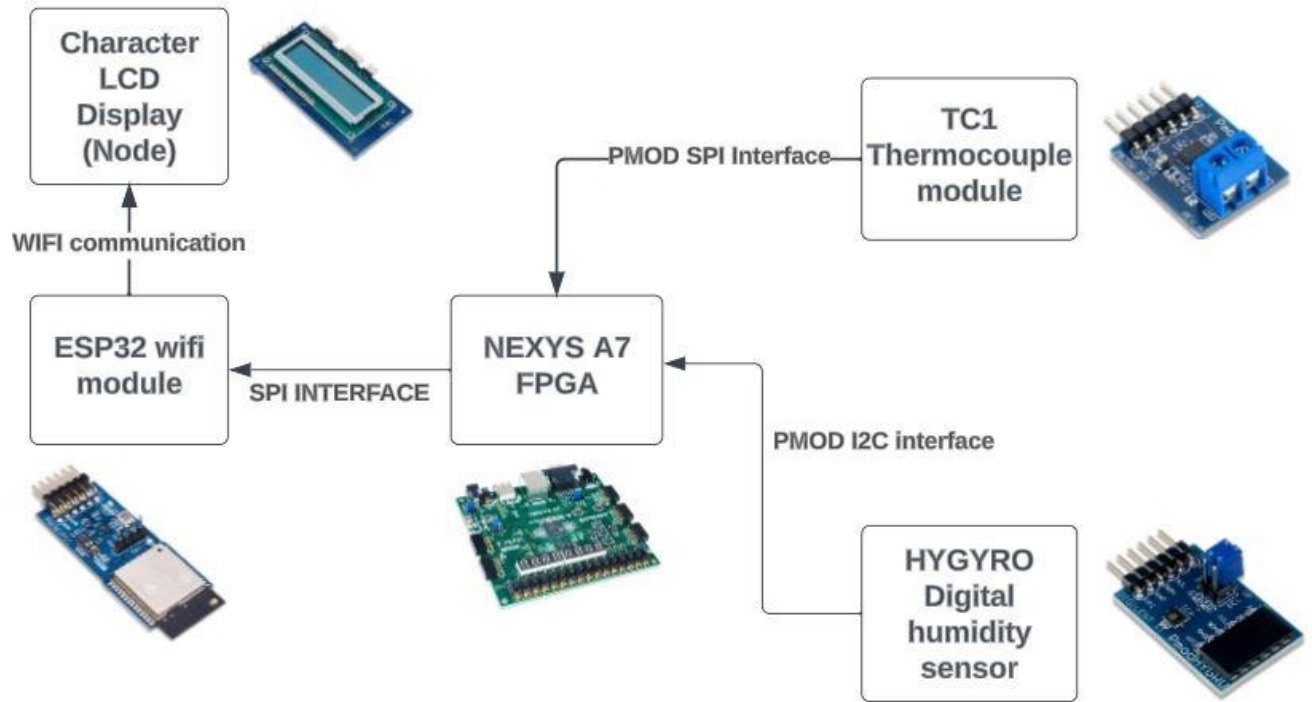 Character
LCD
Display
(Node)
TC1
Thermocouple
module
PMOD SPI Interface
WIFI communication
ESP32 wifi
module
NEXYS A7
FPGA
SPI INTERFACE
PMOD I2C interface
HYGYRO
Digital
humidity
sensor